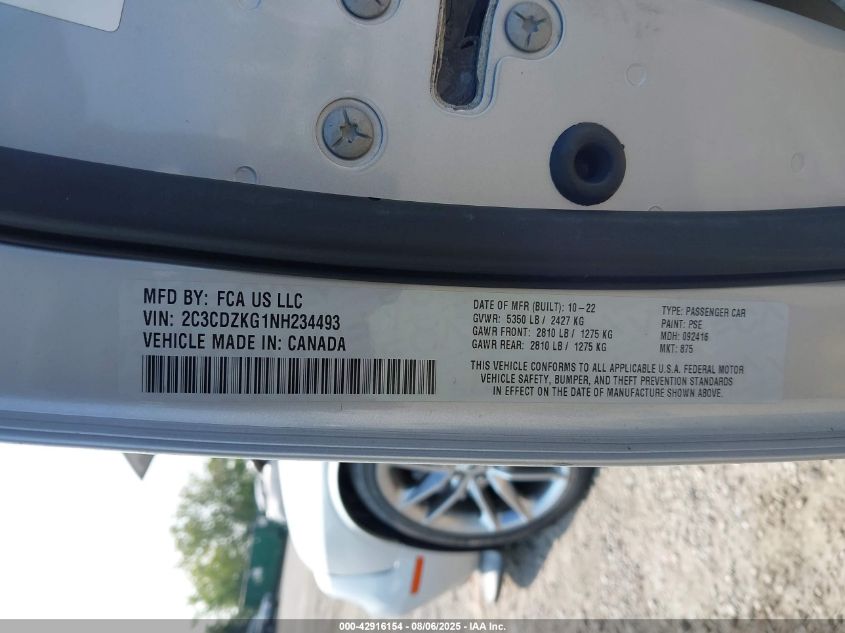 MFD BY: FCA US LLC
VIN: 2C3CDZKG1NH234493
VEHICLE MADE IN: CANADA
DATE OF MFR (BUILT): 10-22
GVWR: 5350 LB / 2427 KG
GAWR FRONT: 2810 LB / 1275 KG
GAWR REAR: 2810 LB / 1275 KG
TYPE: PASSENGER CAR
PAINT: PSE
MDH: 092416
MKT: 875
THIS VEHICLE CONFORMS TO ALL APPLICABLE U.S.A. FEDERAL MOTOR
VEHICLE SAFETY, BUMPER, AND THEFT PREVENTION STANDARDS
IN EFFECT ON THE DATE OF MANUFACTURE SHOWN ABOVE.
000-42916154 - 08/06/2025 - IAA Inc.